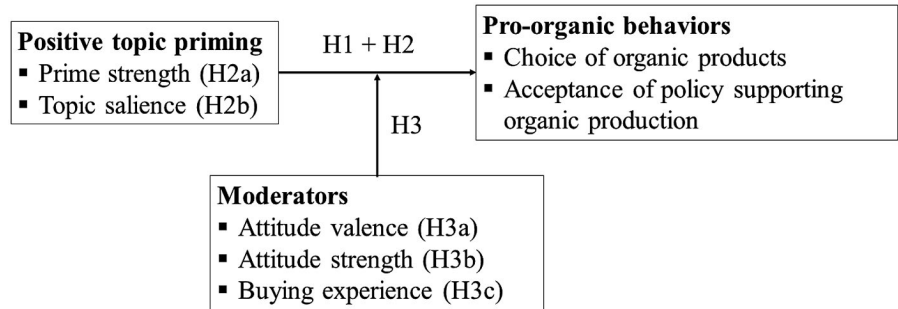 Positive topic priming
▪ Prime strength (H2a)
▪ Topic salience (H2b)
H1 + H2
Pro-organic behaviors
▪ Choice of organic products
▪ Acceptance of policy supporting
organic production
H3
Moderators
▪ Attitude valence (H3a)
▪ Attitude strength (H3b)
▪ Buying experience (H3c)